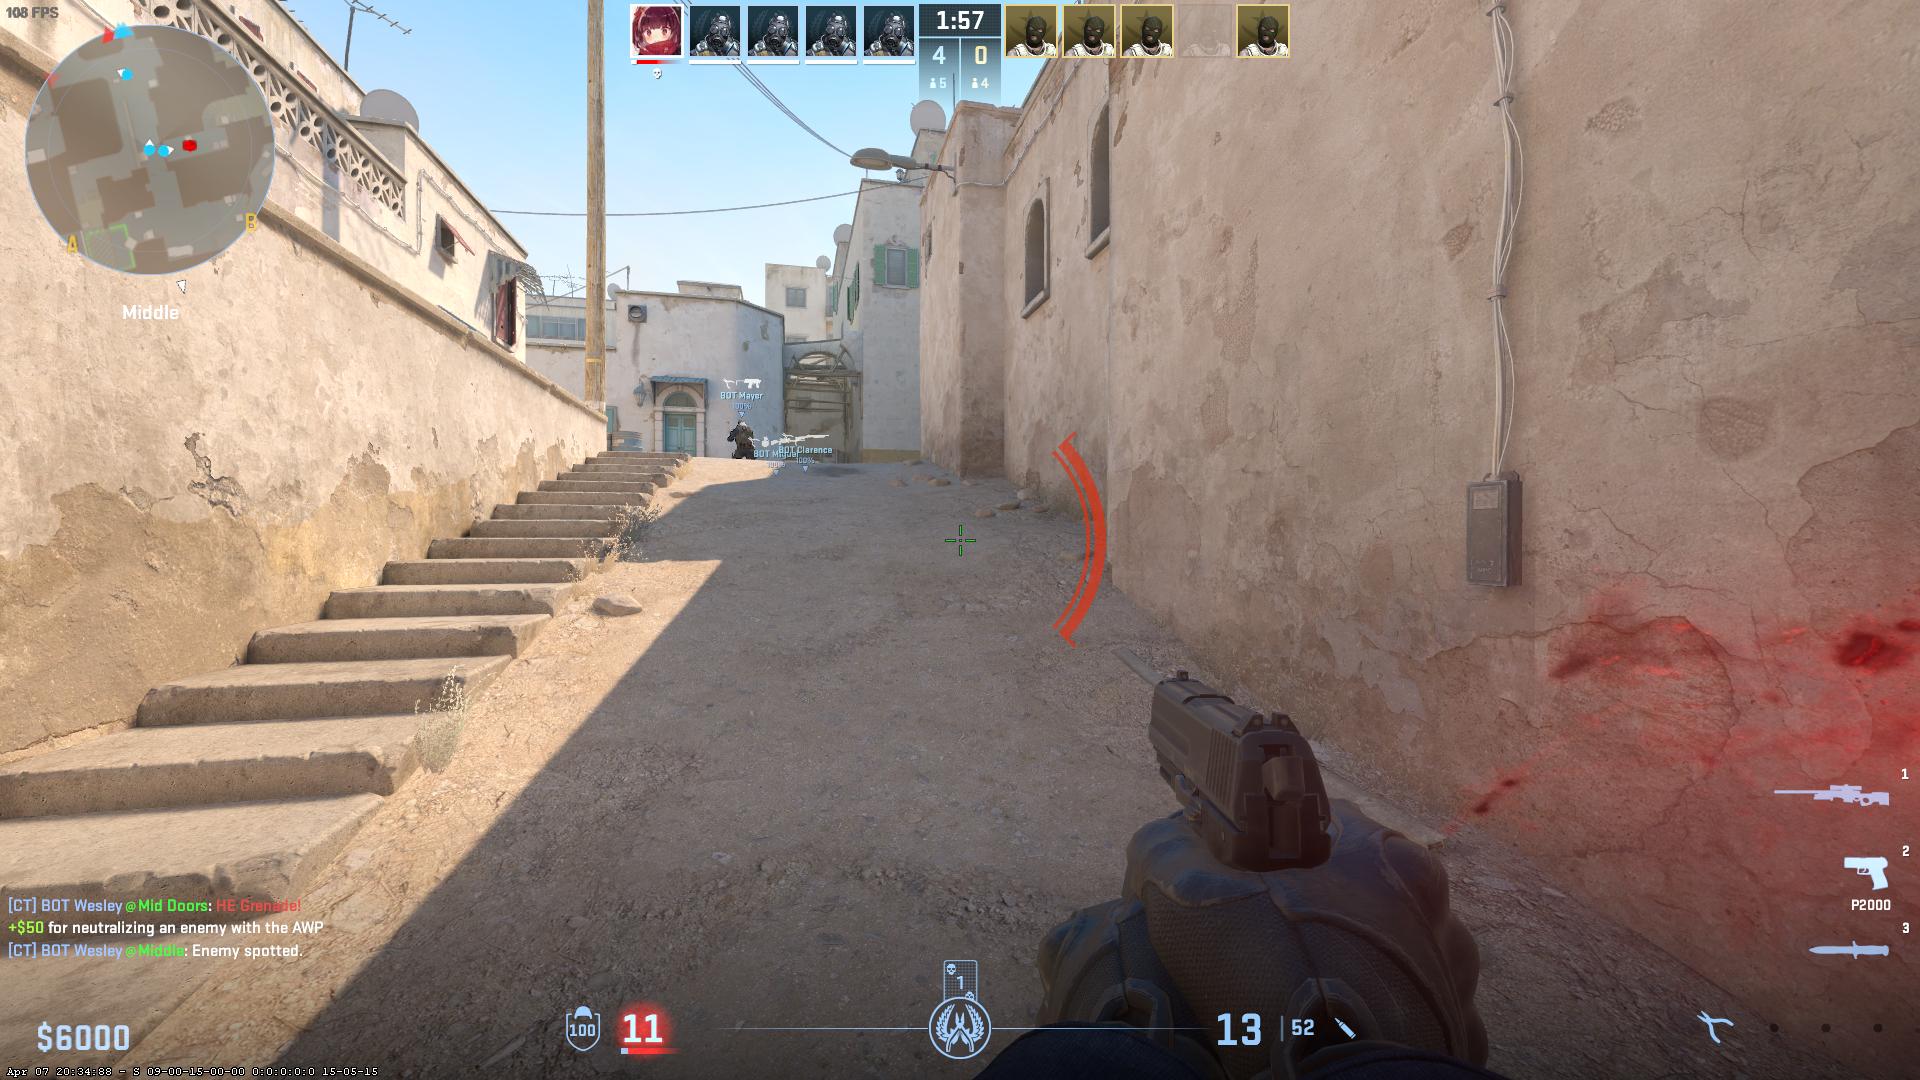 108 FPS
1:57
4 0
5 4
A
B
Middle
BOT Mayer
100%
BOT Clarence
100%
[CT] BOT Wesley @Mid Doors: HE Grenade!
+$50 for neutralizing an enemy with the AWP
[CT] BOT Wesley @Middle: Enemy spotted.
1
2
P2000
3
1
$6000
100
11
13
52
Apr 07 20:34:88 - S 09-00-15-00-00 0:0:0:0:0 15-05-15